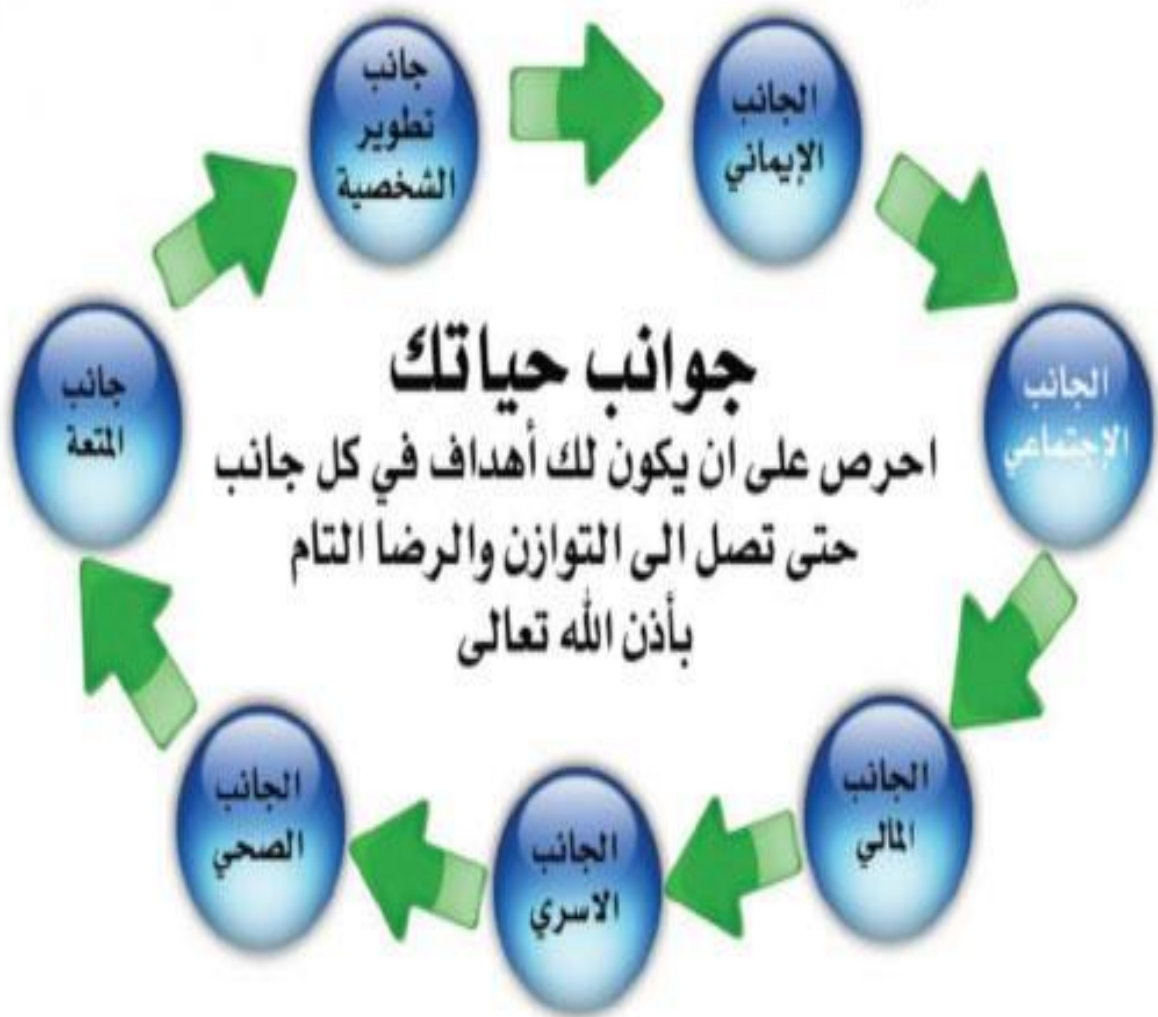 جانب
تطوير
الشخصية
الجانب
الإيماني
الجانب
الإجتماعي
جانب
المتعة
جوانب حياتك
احرص على ان يكون لك أهداف في كل جانب
حتى تصل الى التوازن والرضا التام
بأذن الله تعالى
الجانب
المالي
الجانب
الاسري
الجانب
الصحي